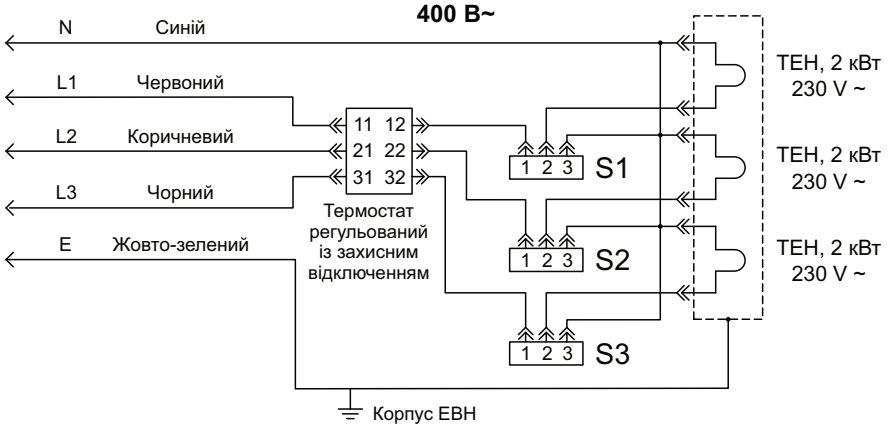 400 В~
N Синій
L1 Червоний
L2 Коричневий
L3 Чорний
E Жовто-зелений
11 12
21 22
31 32
Термостат
регульований
із захисним
відключенням
1 2 3 S1
1 2 3 S2
1 2 3 S3
ТЕН, 2 кВт
230 V ~
ТЕН, 2 кВт
230 V ~
ТЕН, 2 кВт
230 V ~
Корпус ЕВН